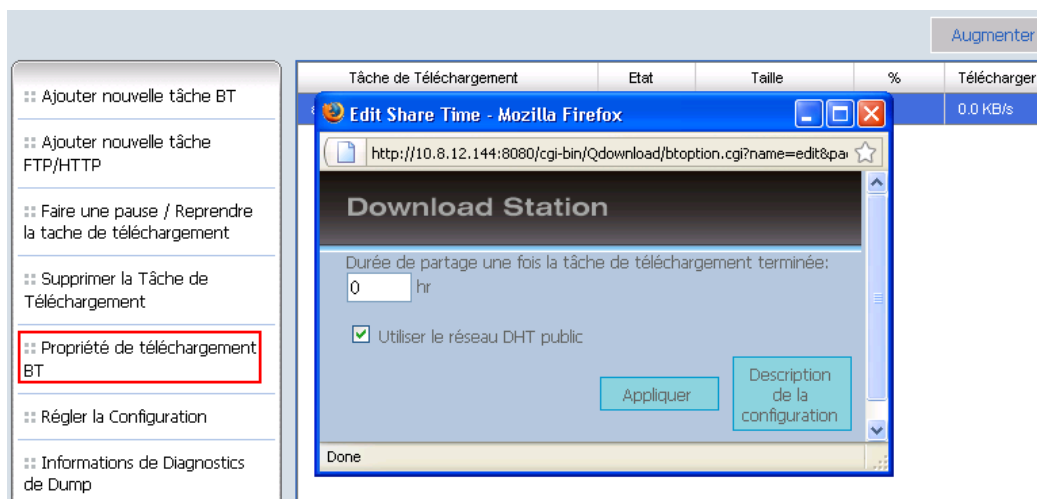 Augmenter
:: Ajouter nouvelle tâche BT
:: Ajouter nouvelle tâche
FTP/HTTP
:: Faire une pause / Reprendre
la tache de téléchargement
:: Supprimer la Tâche de
Téléchargement
:: Propriété de téléchargement
BT
:: Régler la Configuration
:: Informations de Diagnostics
de Dump
Tâche de Téléchargement Etat Taille % Télécharger
0.0 KB/s
Edit Share Time - Mozilla Firefox
http://10.8.12.144:8080/cgi-bin/Qdownload/btoption.cgi?name=edit&pa
Download Station
Durée de partage une fois la tâche de téléchargement terminée:
0 hr
Utiliser le réseau DHT public
Appliquer
Description
de la
configuration
Done